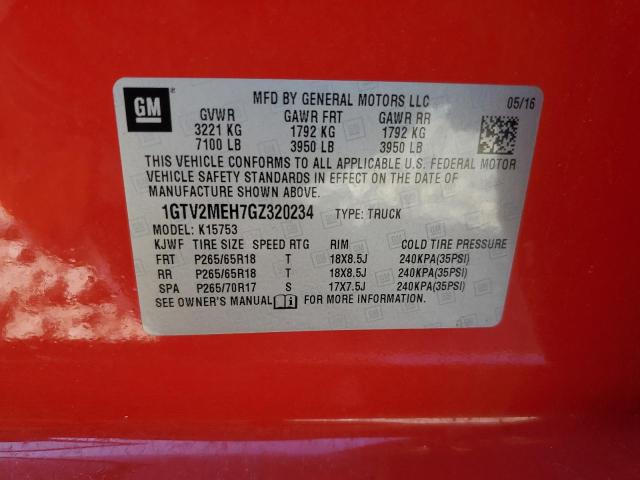 GM
MFD BY GENERAL MOTORS LLC 05/16
GVWR GAWR FRT GAWR RR
3221 KG 1792 KG 1792 KG
7100 LB 3950 LB 3950 LB
THIS VEHICLE CONFORMS TO ALL APPLICABLE U.S. FEDERAL MOTOR
VEHICLE SAFETY STANDARDS IN EFFECT ON THE DATE OF
MANUFACTURE SHOWN ABOVE.
1GTV2MEH7GZ320234 TYPE: TRUCK
MODEL: K15753
KJWF TIRE SIZE SPEED RTG RIM COLD TIRE PRESSURE
FRT P265/65R18 T 18X8.5J 240KPA(35PSI)
RR P265/65R18 T 18X8.5J 240KPA(35PSI)
SPA P265/70R17 S 17X7.5J 240KPA(35PSI)
SEE OWNER'S MANUAL FOR MORE INFORMATION.